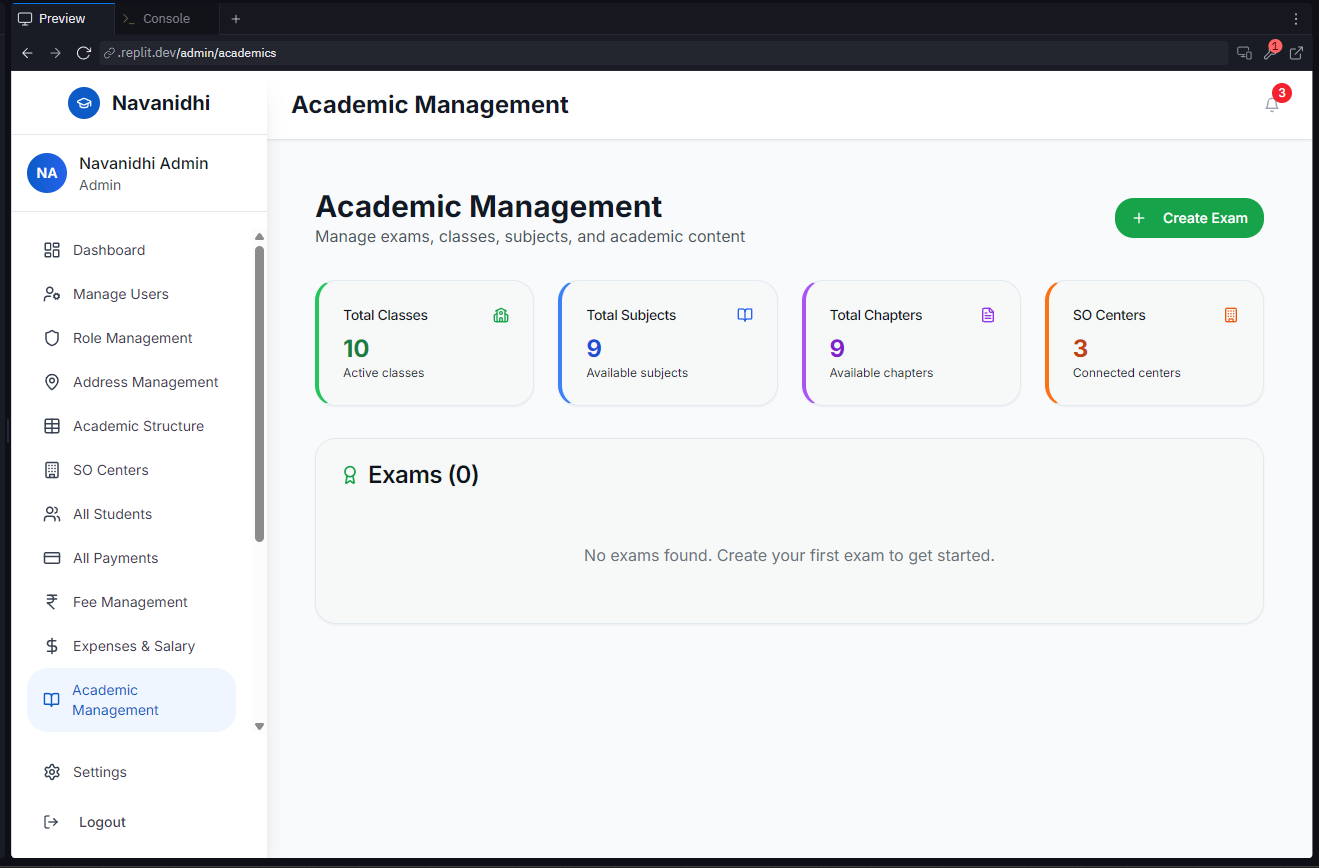 Preview
>_ Console
+
.replit.dev/admin/academics
1
Navanidhi
Academic Management
3
NA
Navanidhi Admin
Admin
Dashboard
Manage Users
Role Management
Address Management
Academic Structure
SO Centers
All Students
All Payments
₹ Fee Management
$ Expenses & Salary
Academic
Management
Settings
Logout
Academic Management
Manage exams, classes, subjects, and academic content
+ Create Exam
Total Classes
10
Active classes
Total Subjects
9
Available subjects
Total Chapters
9
Available chapters
SO Centers
3
Connected centers
Exams (0)
No exams found. Create your first exam to get started.